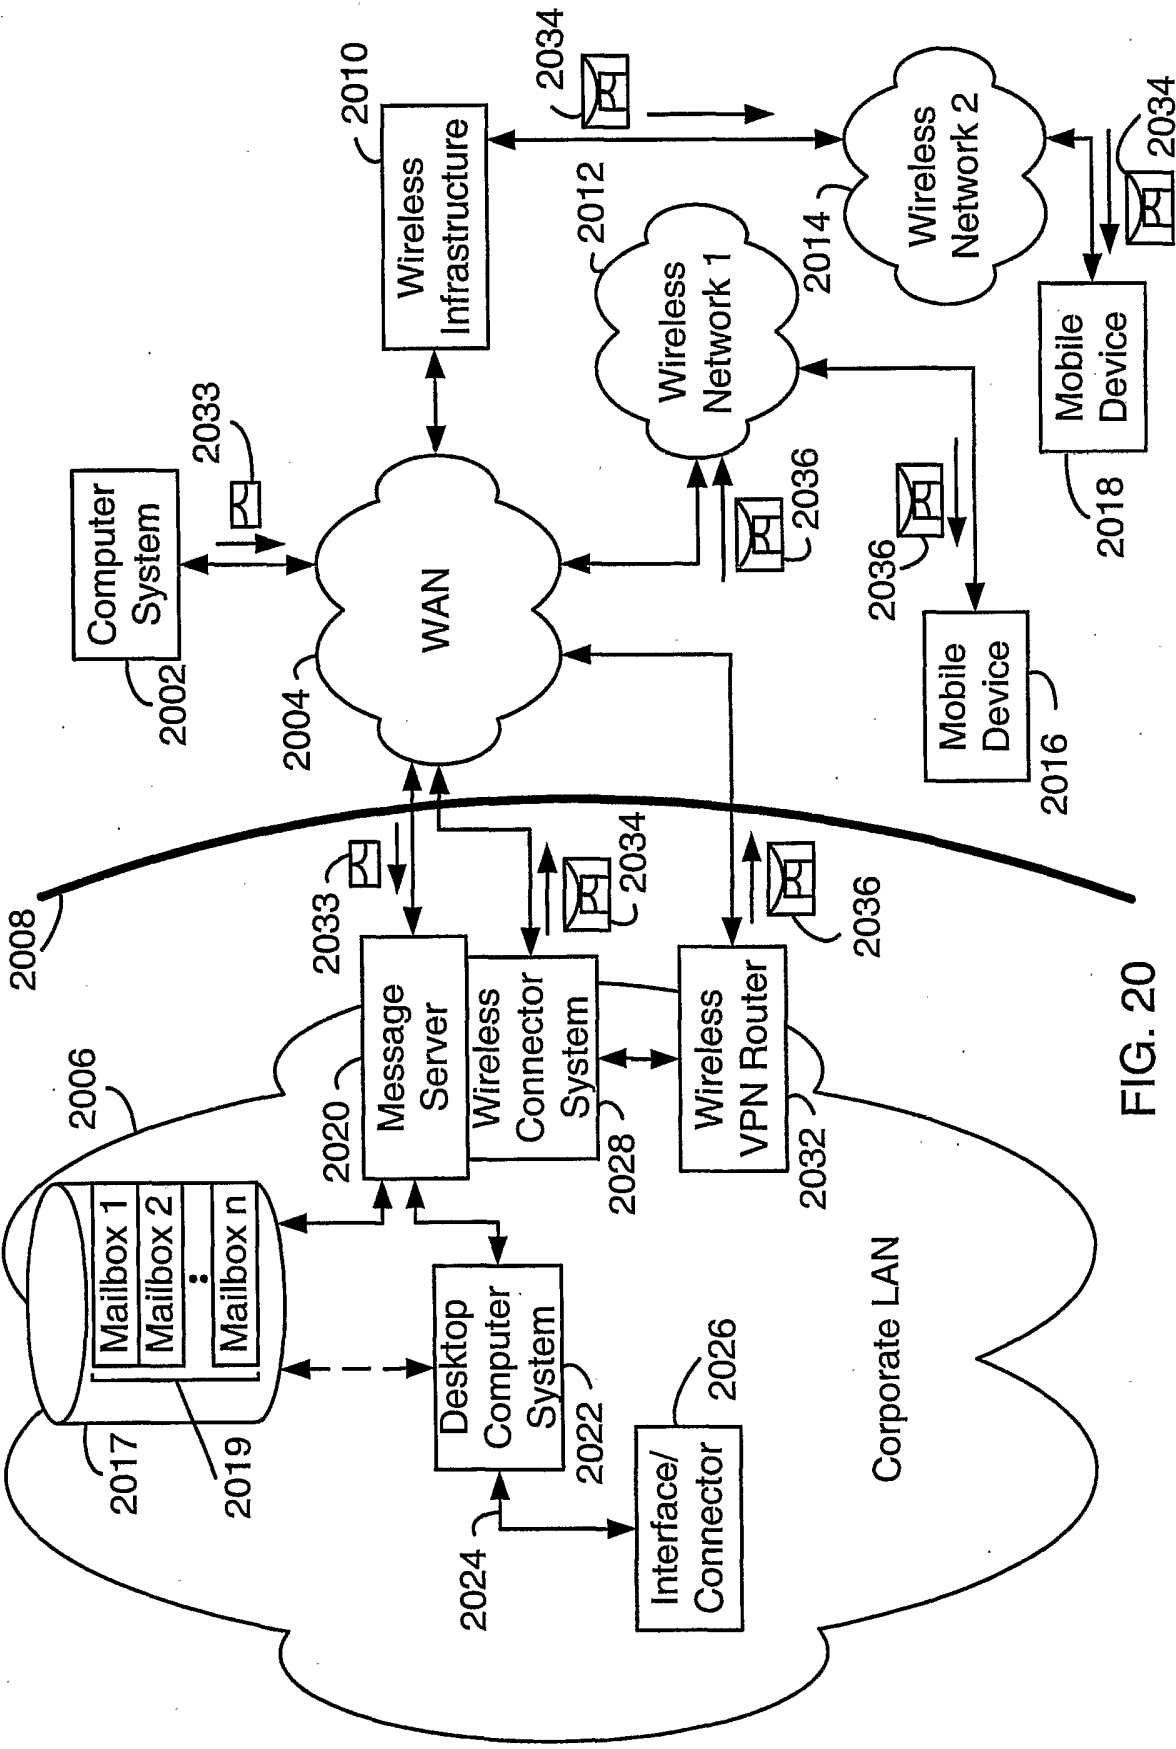 2017
2019
Mailbox 1
Mailbox 2
Mailbox n
2006
2008
2002
Computer
System
2033
2010
Wireless
Infrastructure
2034
2020
Message
Server
2033
2004
WAN
2024
Desktop
Computer
System
2022
Wireless
Connector
System
2028
2034
2012
Wireless
Network 1
2036
Interface/
Connector
2026
Wireless
VPN Router
2032
2036
2014
Wireless
Network 2
2036
Corporate LAN
Mobile
Device
2016
Mobile
Device
2018
2034
FIG. 20